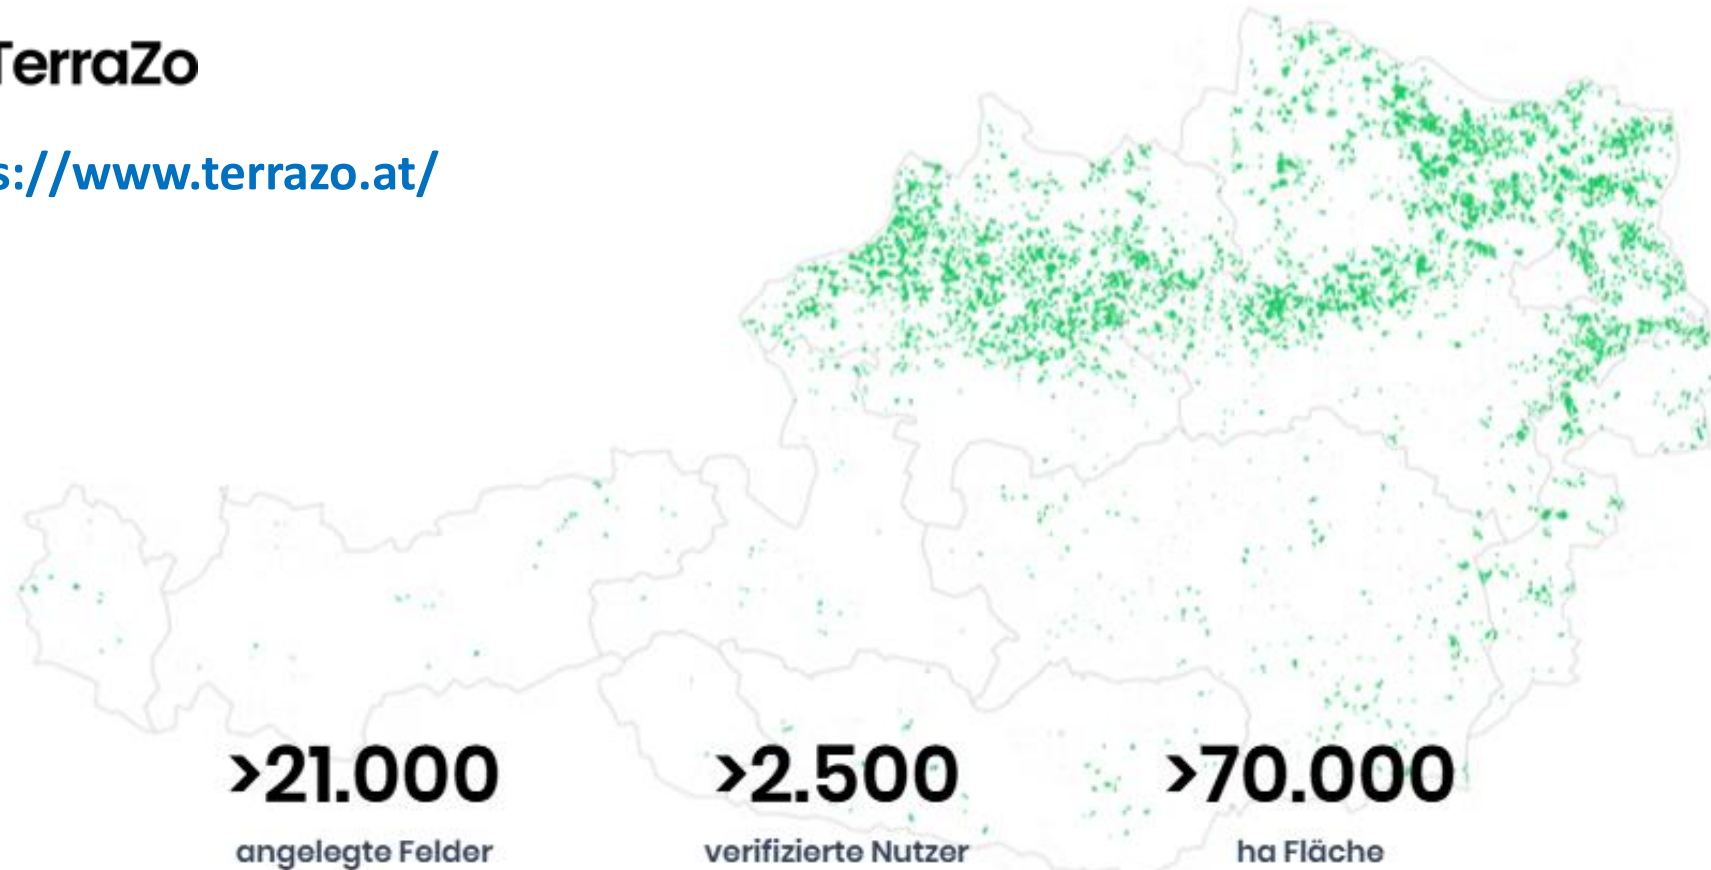 TerraZo
s://www.terrazo.at/
>21.000 >2.500 >70.000
angelegte Felder verifizierte Nutzer ha Fläche